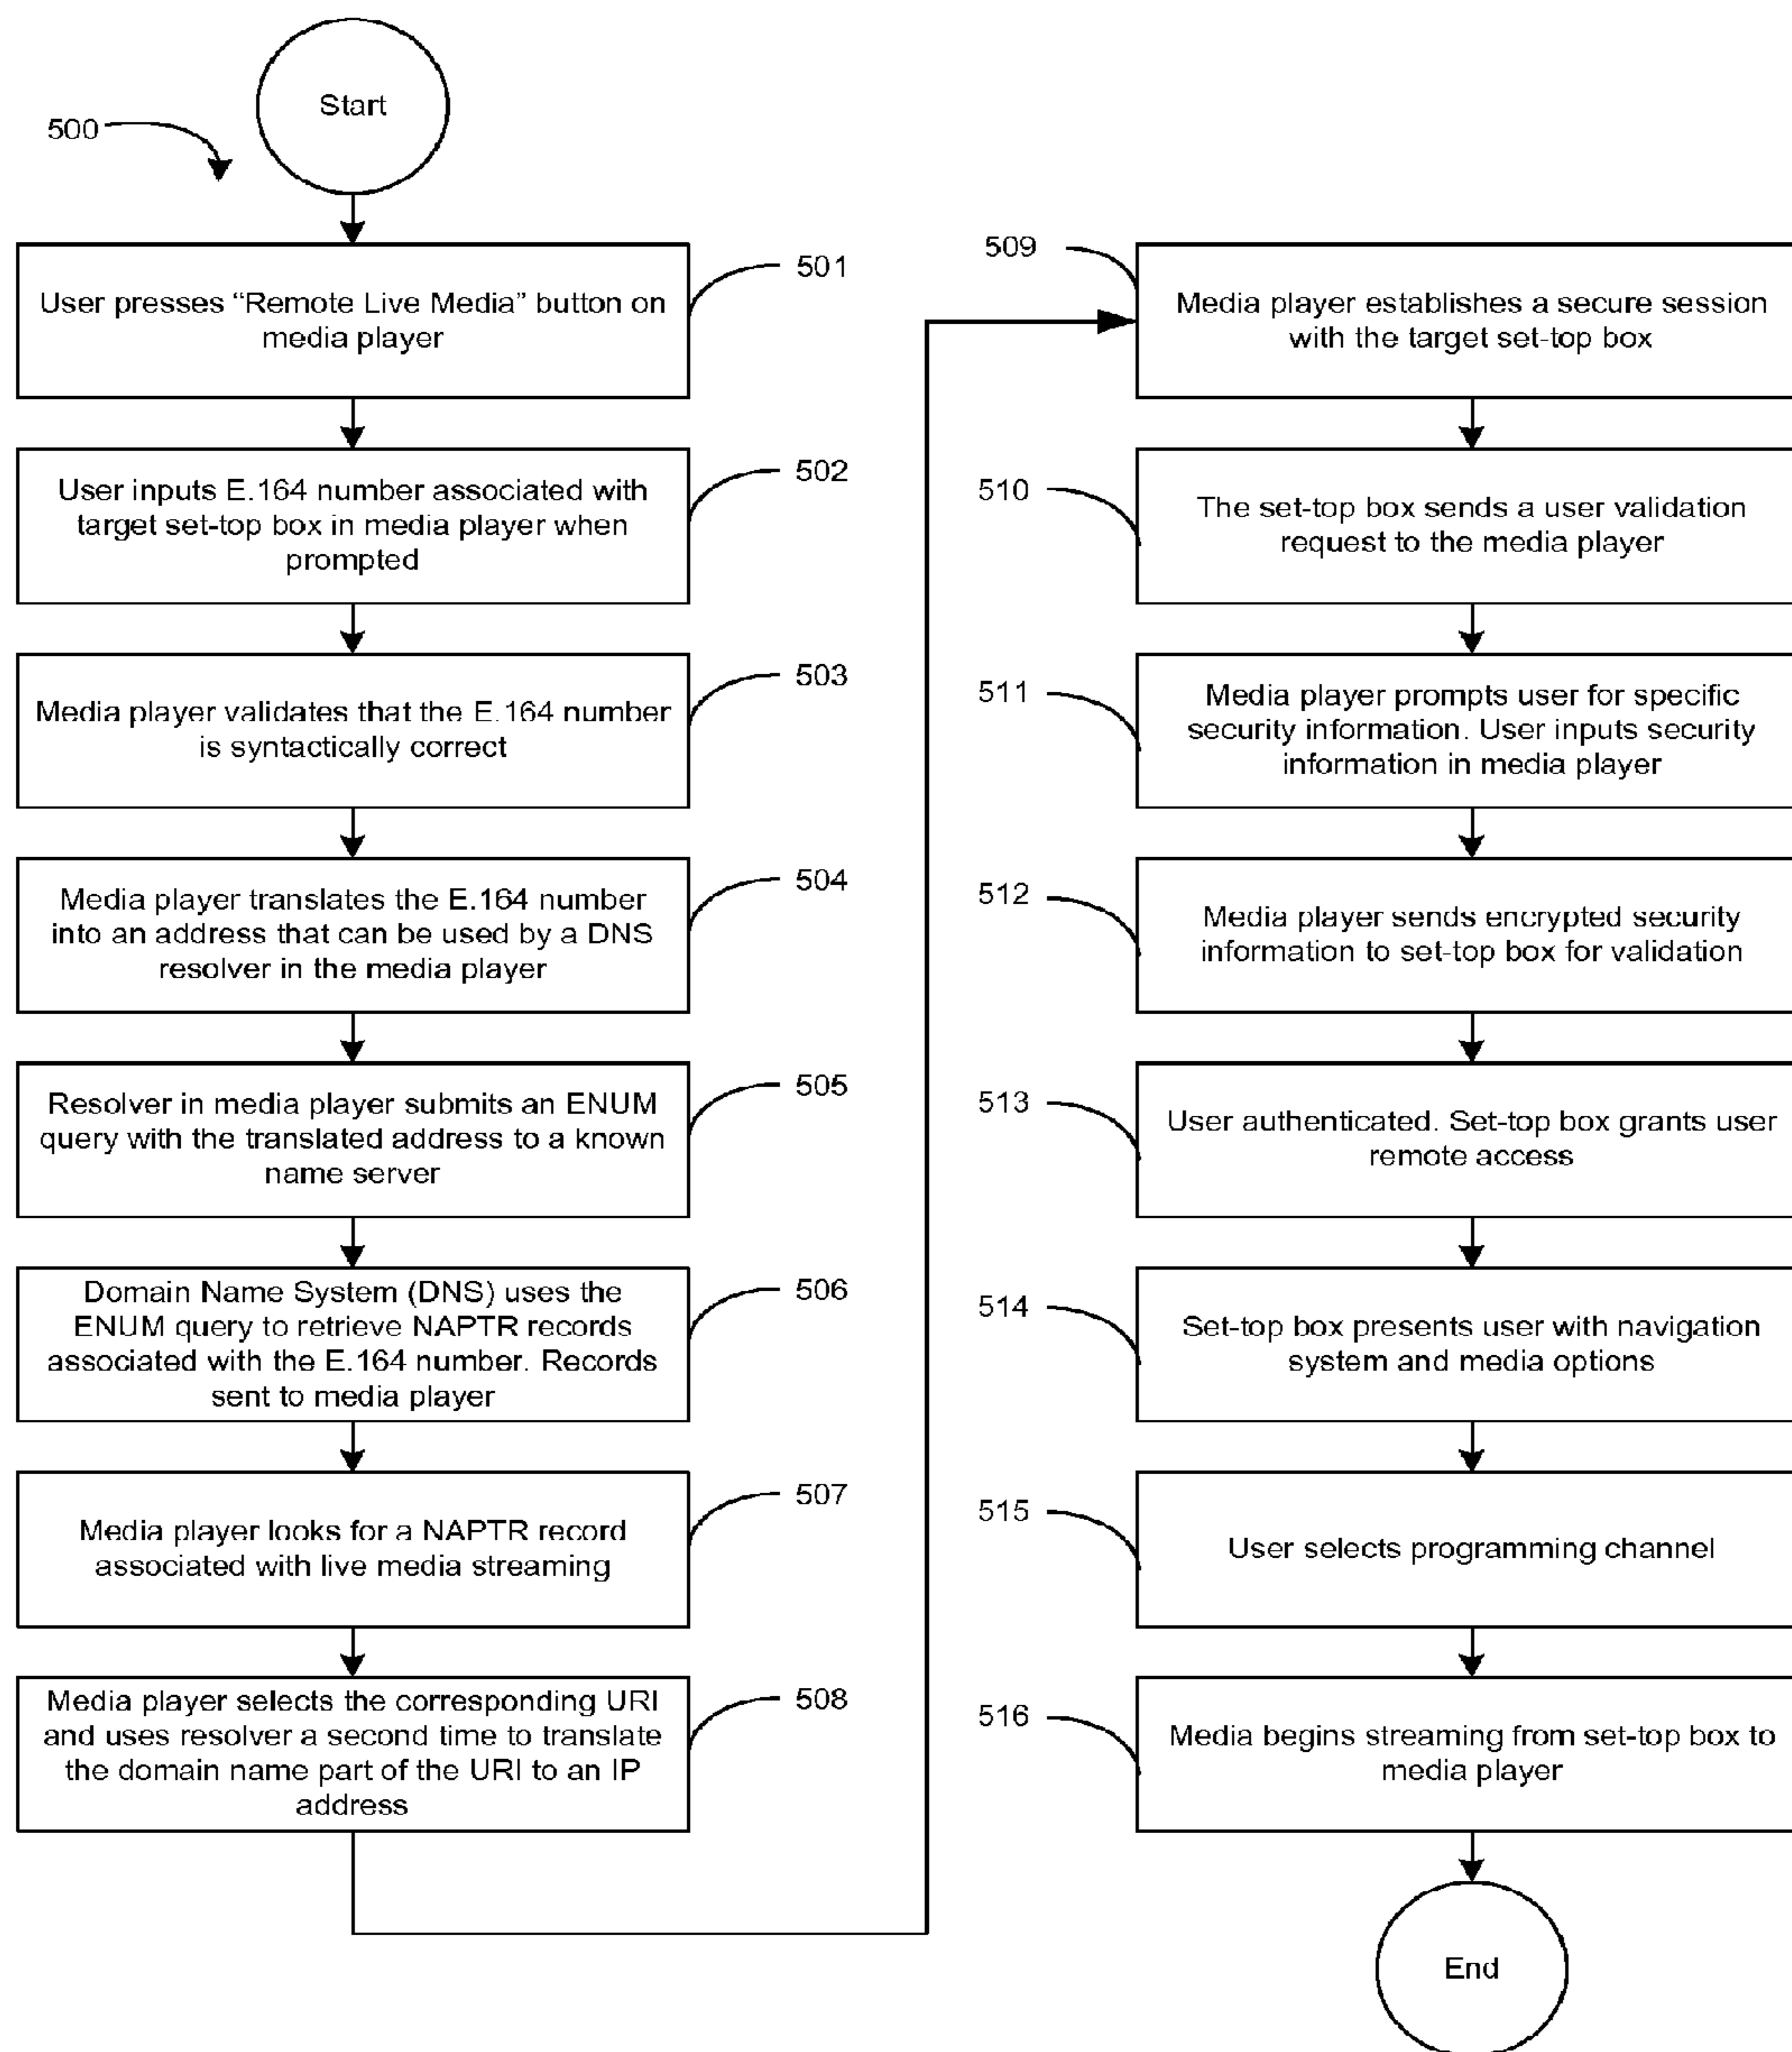 Start
500
User presses “Remote Live Media” button on
media player
501
User inputs E.164 number associated with
target set-top box in media player when
prompted
502
Media player validates that the E.164 number
is syntactically correct
503
Media player translates the E.164 number
into an address that can be used by a DNS
resolver in the media player
504
Resolver in media player submits an ENUM
query with the translated address to a known
name server
505
Domain Name System (DNS) uses the
ENUM query to retrieve NAPTR records
associated with the E.164 number. Records
sent to media player
506
Media player looks for a NAPTR record
associated with live media streaming
507
Media player selects the corresponding URI
and uses resolver a second time to translate
the domain name part of the URI to an IP
address
508
509
Media player establishes a secure session
with the target set-top box
510
The set-top box sends a user validation
request to the media player
511
Media player prompts user for specific
security information. User inputs security
information in media player
512
Media player sends encrypted security
information to set-top box for validation
513
User authenticated. Set-top box grants user
remote access
514
Set-top box presents user with navigation
system and media options
515
User selects programming channel
516
Media begins streaming from set-top box to
media player
End